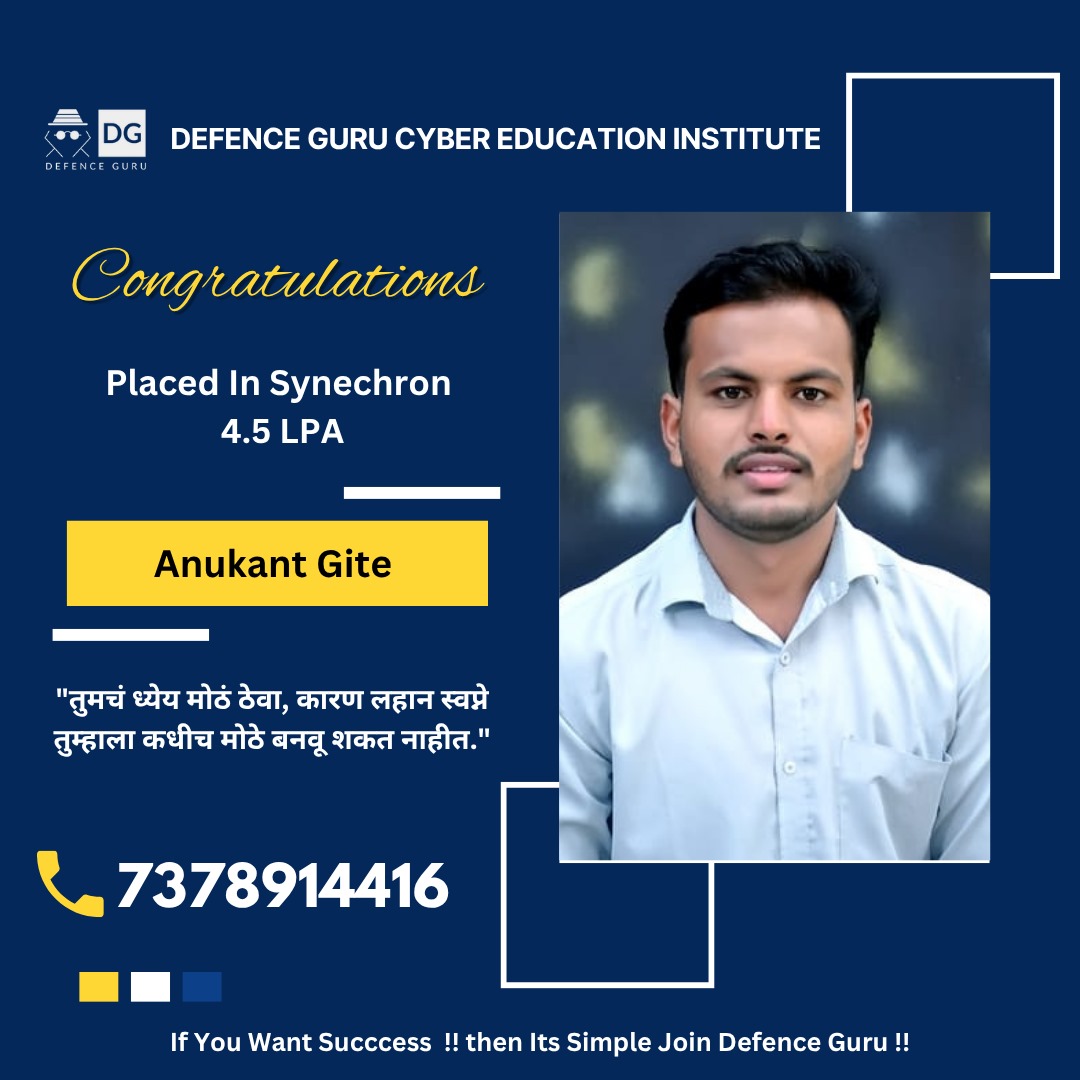 DG
DEFENCE GURU
DEFENCE GURU CYBER EDUCATION INSTITUTE
Congratulations
Placed In Synechron
4.5 LPA
Anukant Gite
"तुमचं ध्येय मोठं ठेवा, कारण लहान स्वप्ने
तुम्हाला कधीच मोठे बनवू शकत नाहीत."
7378914416
If You Want Succcess !! then Its Simple Join Defence Guru !!